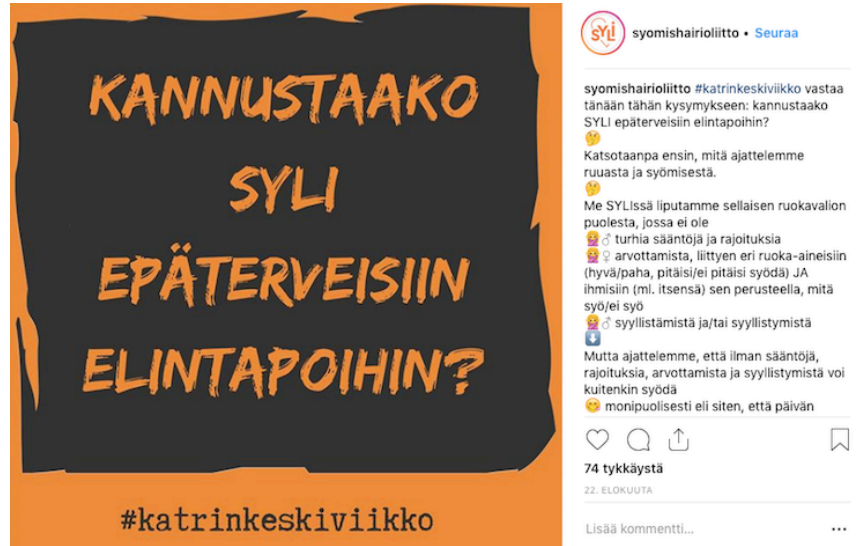 KANNUSTAAKO
SYLI
EPÄTERVEISIIN
ELINTAPOIHIN?
#katrinkeskiviikko
SYLI
syomishairioliitto • Seuraa
syomishairioliitto #katrinkeskiviikko vastaa
tänään tähän kysymykseen: kannustaako
SYLI epäterveisiin elintapoihin?
🤔
Katsotaanpa ensin, mitä ajattelemme
ruuasta ja syömisestä.
🤔
Me SYLIssä liputamme sellaisen ruokavalion
puolesta, jossa ei ole
🙅♂ turhia sääntöjä ja rajoituksia
🙅♀ arvottamista, liittyen eri ruoka-aineisiin
(hyvä/paha, pitäisi/ei pitäisi syödä) JA
ihmisiin (ml. itsensä) sen perusteella, mitä
syö/ei syö
🙅♂ syyllistämistä ja/tai syyllistymistä
⬇️
Mutta ajattelemme, että ilman sääntöjä,
rajoituksia, arvottamista ja syyllistymistä voi
kuitenkin syödä
😋 monipuolisesti eli siten, että päivän
74 tykkäystä
22. ELOKUUTA
Lisää kommentti...